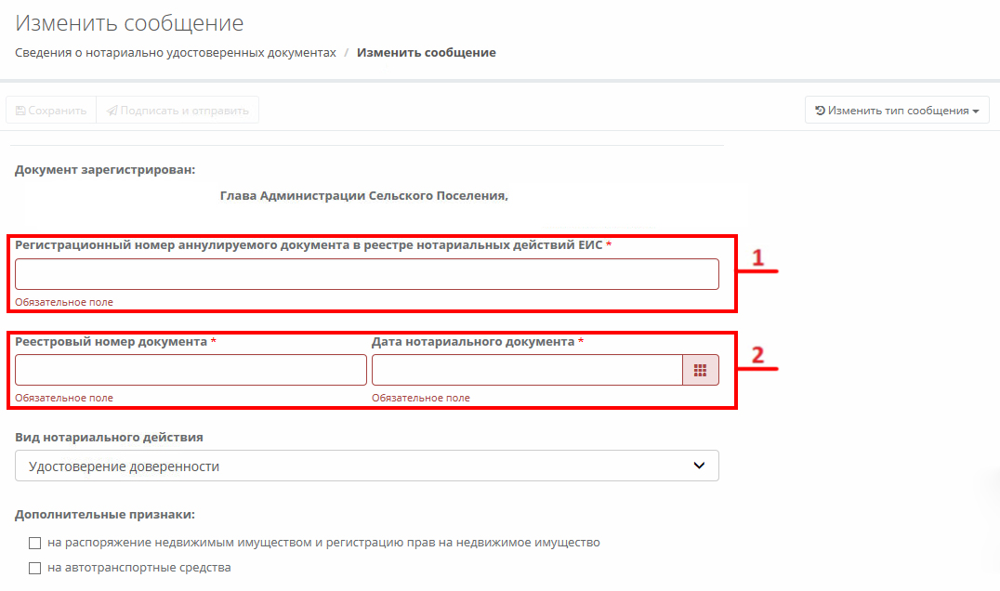 Изменить сообщение
Сведения о нотариально удостоверенных документах / Изменить сообщение
Сохранить Подписать и отправить Изменить тип сообщения
Документ зарегистрирован:
Глава Администрации Сельского Поселения,
Регистрационный номер аннулируемого документа в реестре нотариальных действий ЕИС *
1
Обязательное поле
Реестровый номер документа * Дата нотариального документа *
2
Обязательное поле Обязательное поле
Вид нотариального действия
Удостоверение доверенности
Дополнительные признаки:
на распоряжение недвижимым имуществом и регистрацию прав на недвижимое имущество
на автотранспортные средства